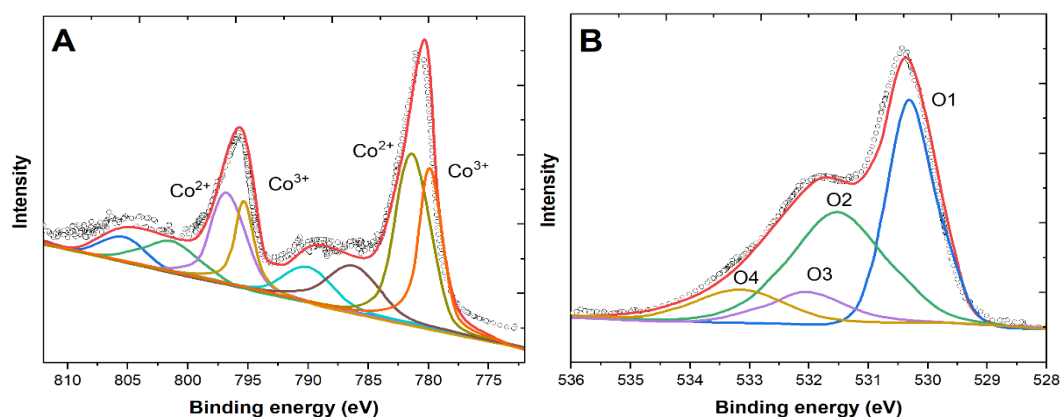 A
Co2+
Co3+
Co2+
Co3+
Intensity
810 805 800 795 790 785 780 775
Binding energy (eV)
B
O1
O2
O3
O4
Intensity
536 535 534 533 532 531 530 529 528
Binding energy (eV)